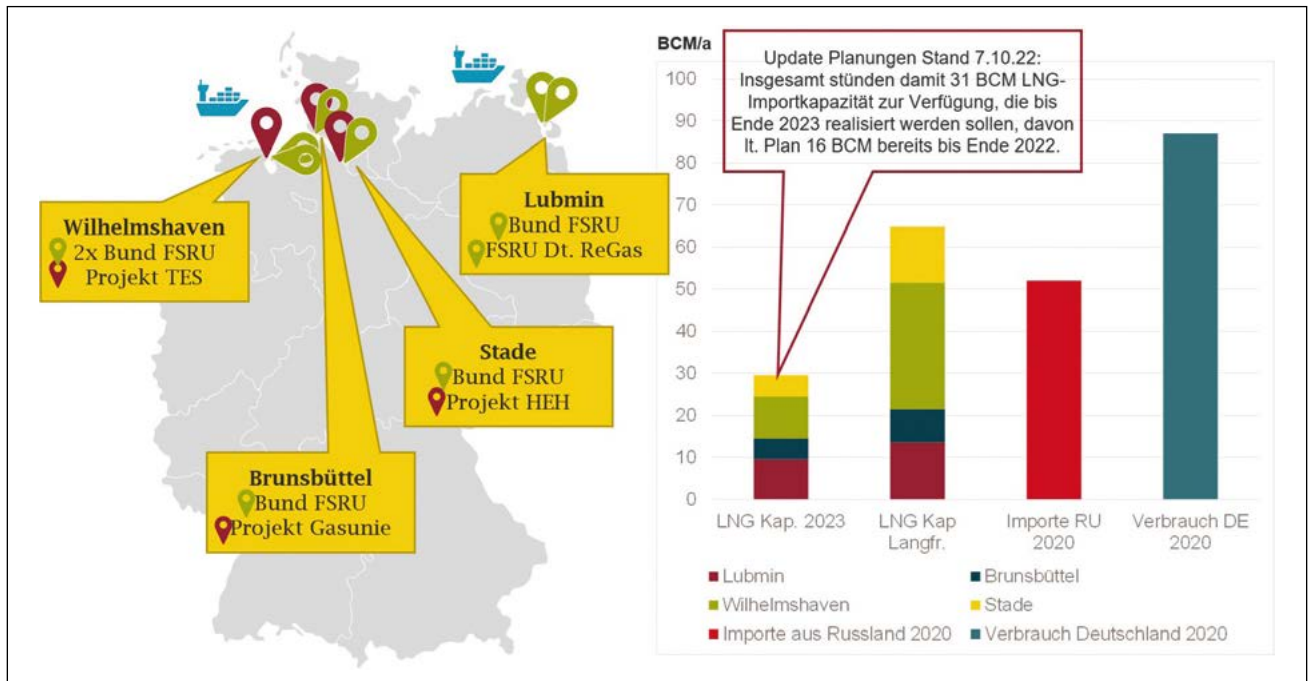 Wilhelmshaven
2x Bund FSRU
Projekt TES
Lubmin
Bund FSRU
FSRU Dt. ReGas
Stade
Bund FSRU
Projekt HEH
Brunsbüttel
Bund FSRU
Projekt Gasunie
BCM/a
Update Planungen Stand 7.10.22:
Insgesamt stünden damit 31 BCM LNG-
Importkapazität zur Verfügung, die bis
Ende 2023 realisiert werden sollen, davon
lt. Plan 16 BCM bereits bis Ende 2022.
100
90
80
70
60
50
40
30
20
10
0
LNG Kap. 2023
LNG Kap
Langfr.
Importe RU
2020
Verbrauch DE
2020
Lubmin
Brunsbüttel
Wilhelmshaven
Stade
Importe aus Russland 2020
Verbrauch Deutschland 2020